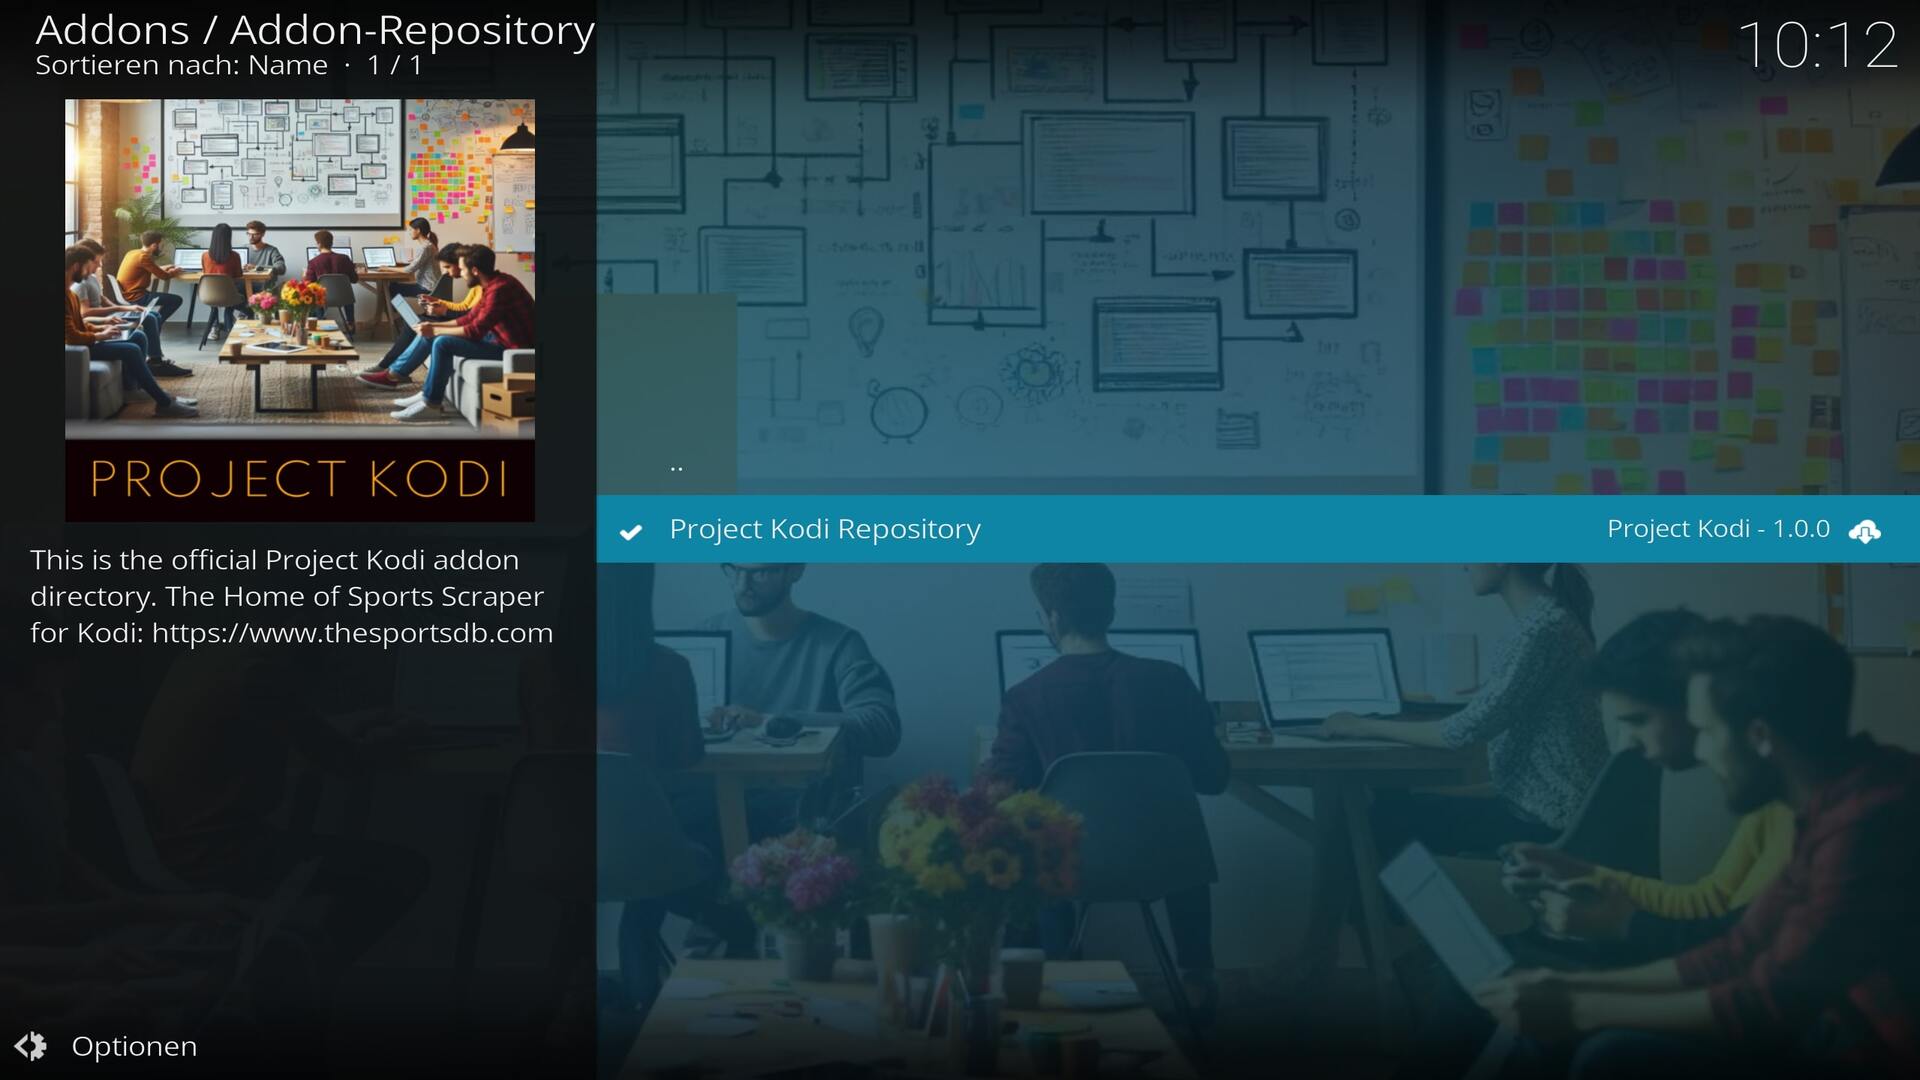 Addons / Addon-Repository
Sortieren nach: Name · 1 / 1
10:12
PROJECT KODI
This is the official Project Kodi addon
directory. The Home of Sports Scraper
for Kodi: https://www.thesportsdb.com
..
Project Kodi Repository
Project Kodi - 1.0.0
Optionen